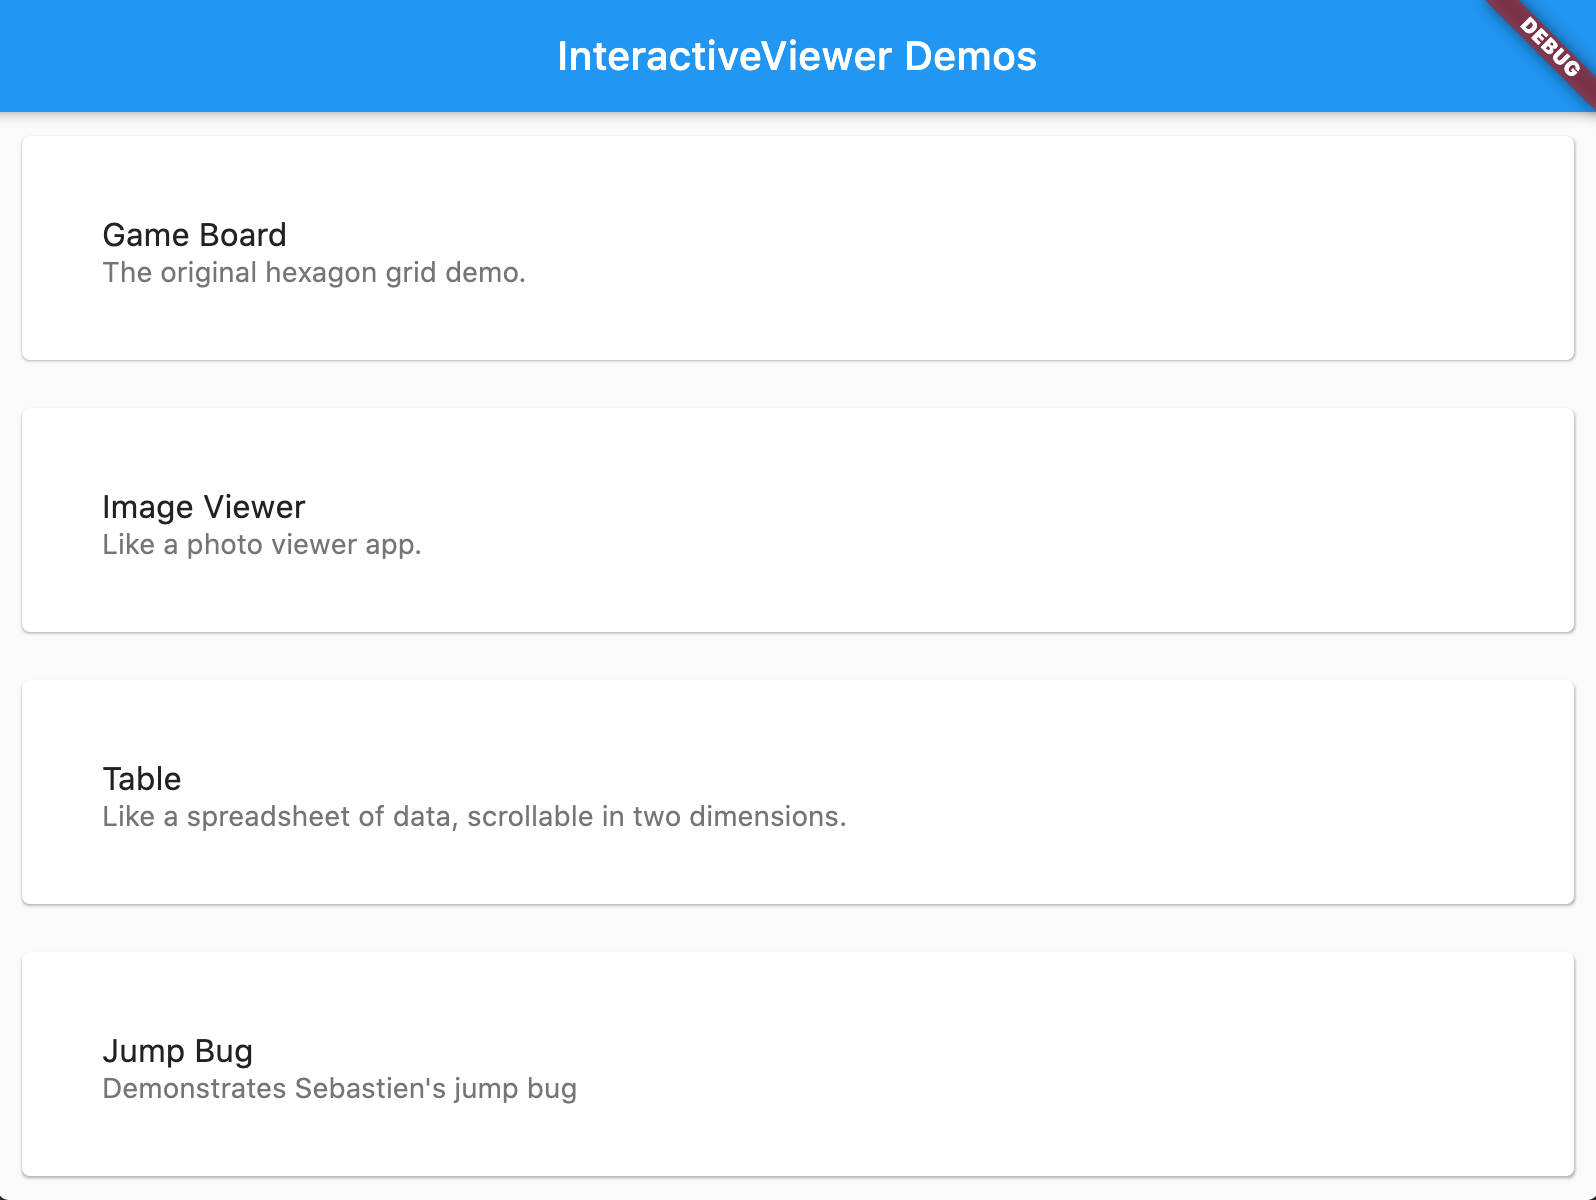 InteractiveViewer Demos
DEBUG
Game Board
The original hexagon grid demo.
Image Viewer
Like a photo viewer app.
Table
Like a spreadsheet of data, scrollable in two dimensions.
Jump Bug
Demonstrates Sebastien's jump bug